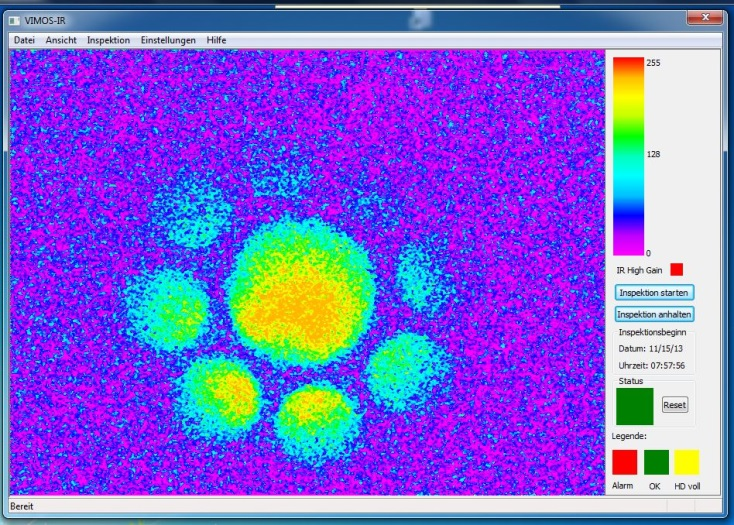 VIMOS-IR
Datei Ansicht Inspektion Einstellungen Hilfe
255
128
0
IR High Gain
Inspektion starten
Inspektion anhalten
Inspektionsbeginn
Datum: 11/15/13
Uhrzeit: 07:57:56
Status
Reset
Legende:
Alarm OK HD voll
Bereit